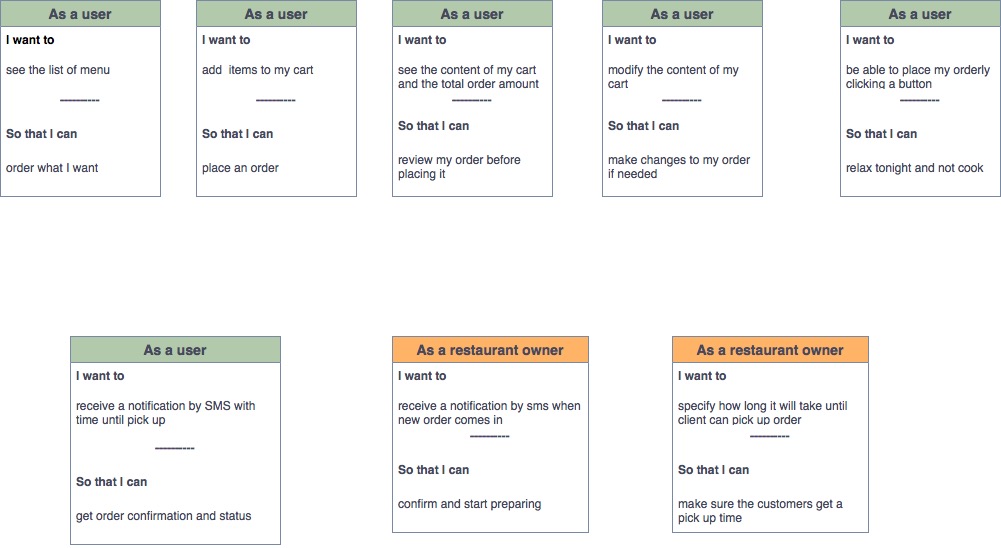 As a user
I want to
see the list of menu
----------
So that I can
order what I want
As a user
I want to
add  items to my cart
----------
So that I can
place an order
As a user
I want to
see the content of my cart
and the total order amount
----------
So that I can
review my order before
placing it
As a user
I want to
modify the content of my
cart
----------
So that I can
make changes to my order
if needed
As a user
I want to
be able to place my orderly
clicking a button
----------
So that I can
relax tonight and not cook
As a user
I want to
receive a notification by SMS with
time until pick up
----------
So that I can
get order confirmation and status
As a restaurant owner
I want to
receive a notification by sms when
new order comes in
----------
So that I can
confirm and start preparing
As a restaurant owner
I want to
specify how long it will take until
client can pick up order
----------
So that I can
make sure the customers get a
pick up time